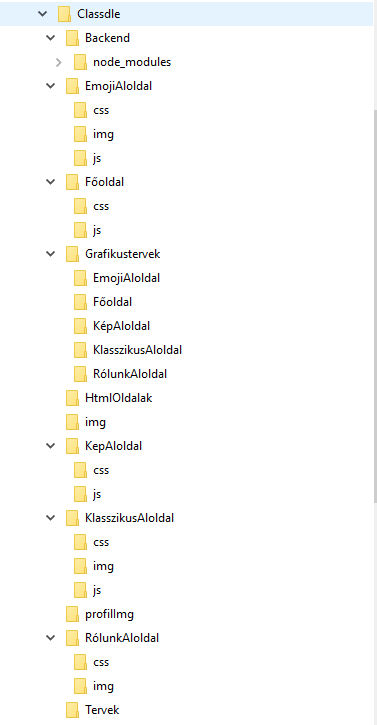 Classdle
Backend
node_modules
EmojiAloldal
css
img
js
Főoldal
css
js
Grafikustervek
EmojiAloldal
Főoldal
KépAloldal
KlasszikusAloldal
RólunkAloldal
HtmlOldalak
img
KepAloldal
css
js
KlasszikusAloldal
css
img
js
profilImg
RólunkAloldal
css
img
Tervek